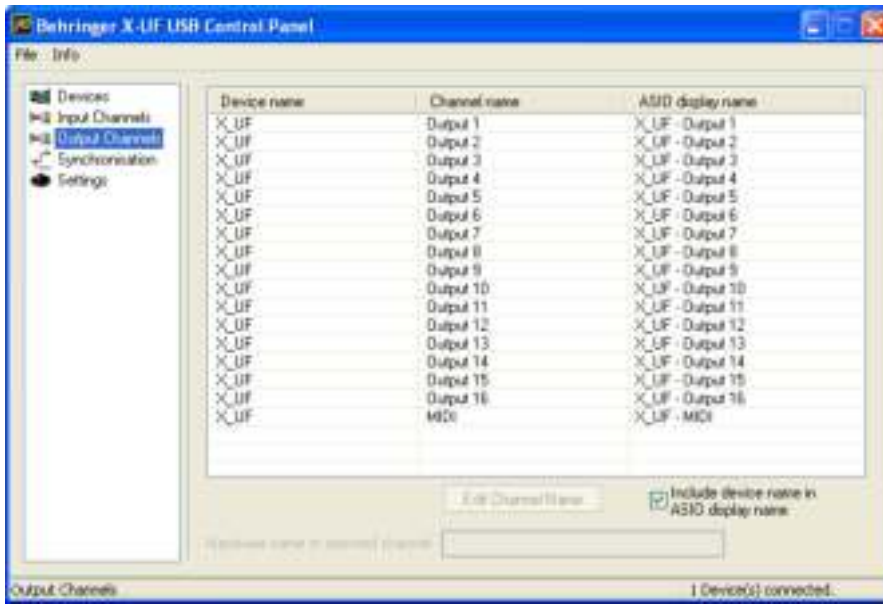 Behringer X-UF USB Control Panel
File Info
Devices
Input Channels
Output Channels
Synchronisation
Settings
Device name Channel name ASIO display name
X_UF Output 1 X_UF - Output 1
X_UF Output 2 X_UF - Output 2
X_UF Output 3 X_UF - Output 3
X_UF Output 4 X_UF - Output 4
X_UF Output 5 X_UF - Output 5
X_UF Output 6 X_UF - Output 6
X_UF Output 7 X_UF - Output 7
X_UF Output 8 X_UF - Output 8
X_UF Output 9 X_UF - Output 9
X_UF Output 10 X_UF - Output 10
X_UF Output 11 X_UF - Output 11
X_UF Output 12 X_UF - Output 12
X_UF Output 13 X_UF - Output 13
X_UF Output 14 X_UF - Output 14
X_UF Output 15 X_UF - Output 15
X_UF Output 16 X_UF - Output 16
X_UF MIDI X_UF - MIDI
Edit Channel Name
Include device name in
ASIO display name
name of selected channel
Output Channels
1 Device(s) connected.